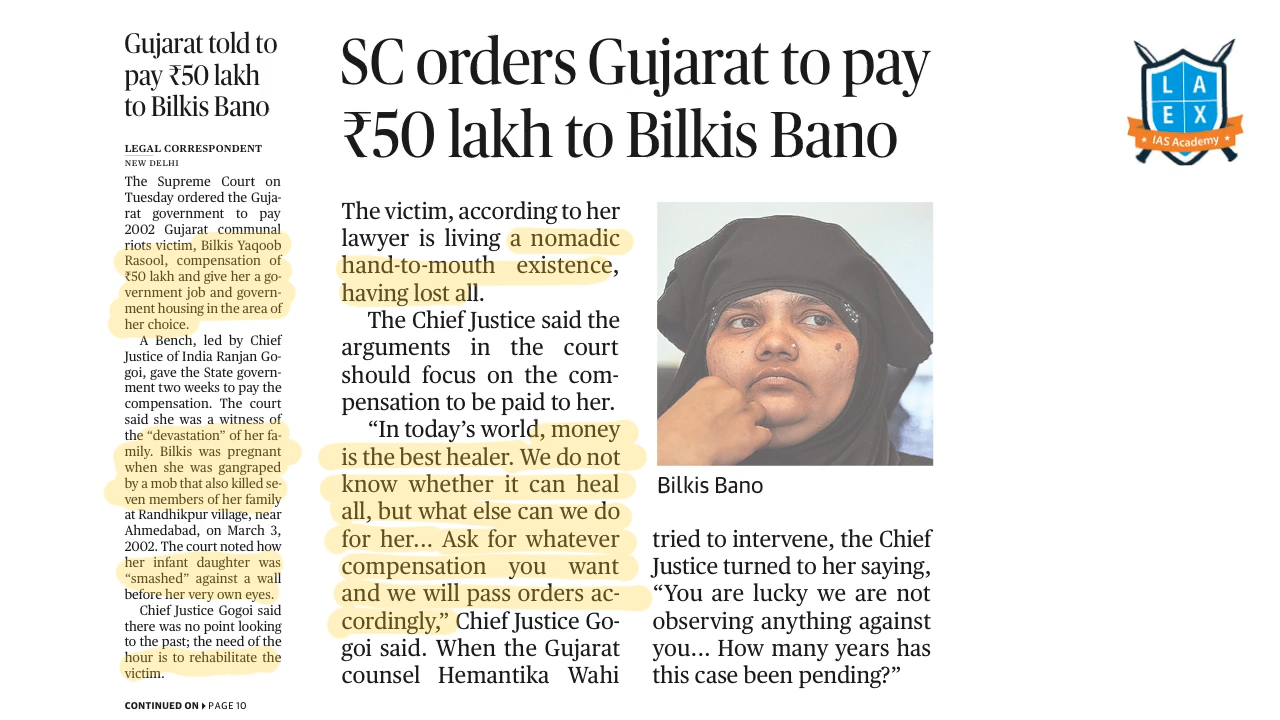 Gujarat told to
pay ₹50 lakh
to Bilkis Bano
LEGAL CORRESPONDENT
NEW DELHI
The Supreme Court on
Tuesday ordered the Guja-
rat government to pay
2002 Gujarat communal
riots victim, Bilkis Yaqoob
Rasool, compensation of
₹50 lakh and give her a go-
vernment job and govern-
ment housing in the area of
her choice.
A Bench, led by Chief
Justice of India Ranjan Go-
goi, gave the State govern-
ment two weeks to pay the
compensation. The court
said she was a witness of
the “devastation” of her fa-
mily. Bilkis was pregnant
when she was gangraped
by a mob that also killed se-
ven members of her family
at Randhikpur village, near
Ahmedabad, on March 3,
2002. The court noted how
her infant daughter was
“smashed” against a wall
before her very own eyes.
Chief Justice Gogoi said
there was no point looking
to the past; the need of the
hour is to rehabilitate the
victim.
CONTINUED ON ▸ PAGE 10
SC orders Gujarat to pay
₹50 lakh to Bilkis Bano
The victim, according to her
lawyer is living a nomadic
hand-to-mouth existence,
having lost all.
The Chief Justice said the
arguments in the court
should focus on the com-
pensation to be paid to her.
“In today’s world, money
is the best healer. We do not
know whether it can heal
all, but what else can we do
for her... Ask for whatever
compensation you want
and we will pass orders ac-
cordingly,” Chief Justice Go-
goi said. When the Gujarat
counsel Hemantika Wahi
Bilkis Bano
tried to intervene, the Chief
Justice turned to her saying,
“You are lucky we are not
observing anything against
you... How many years has
this case been pending?”
L A
E X
IAS Academy